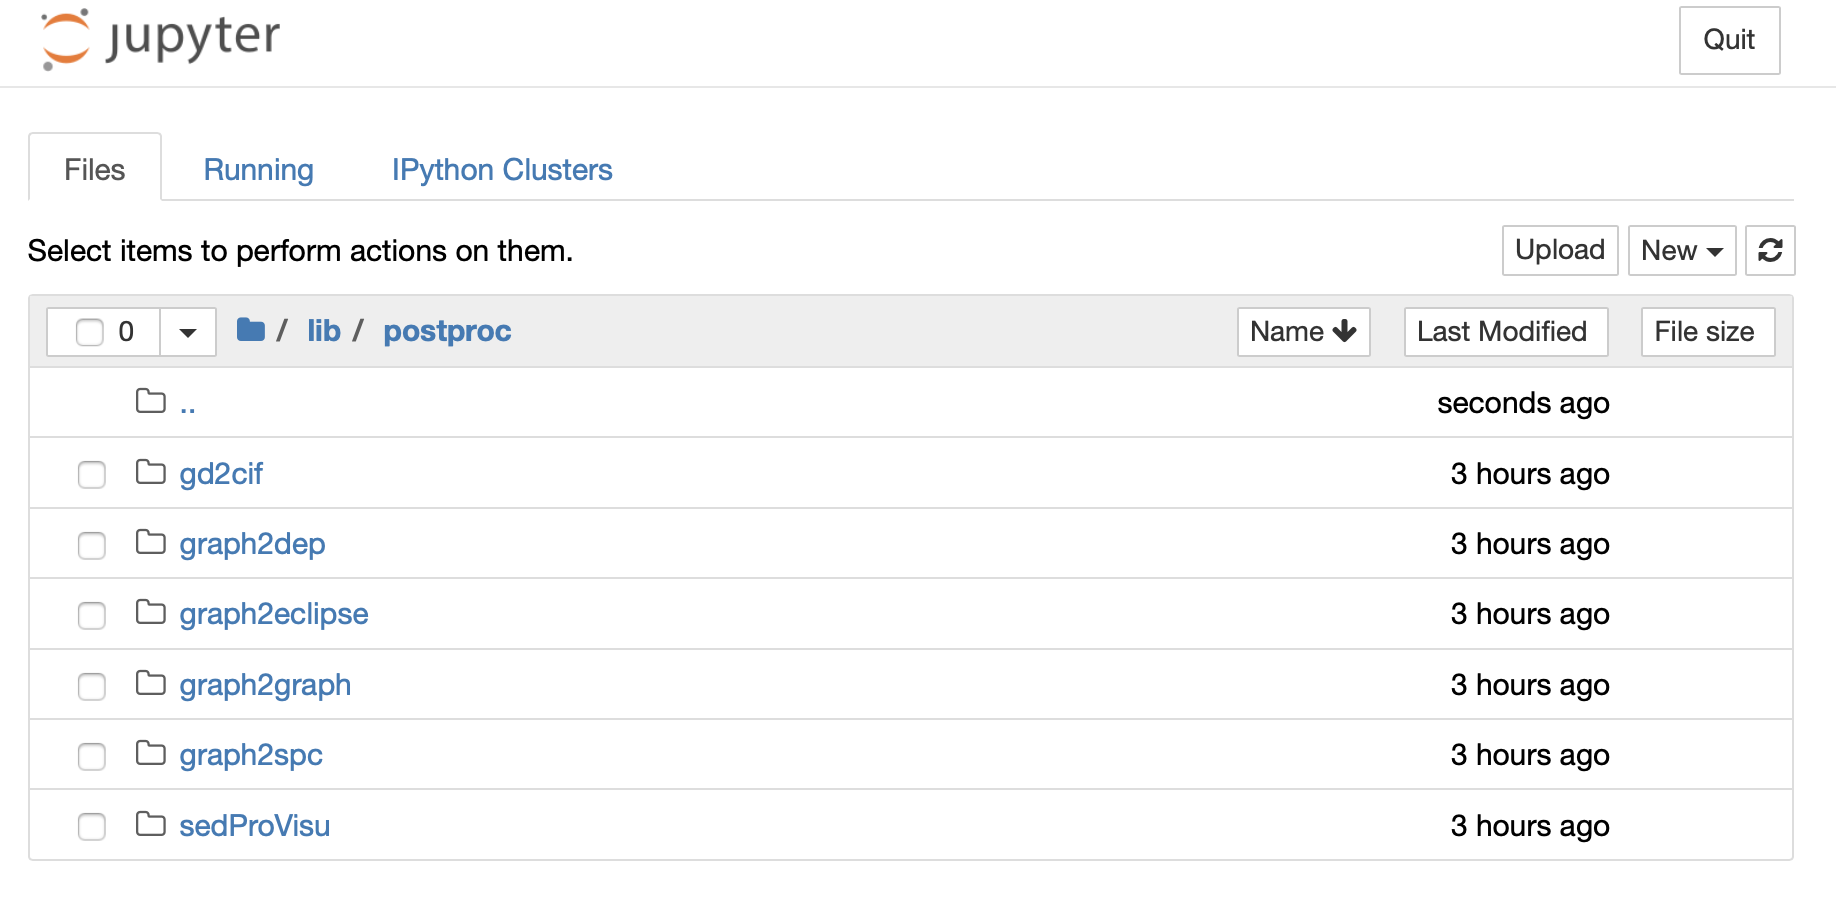 jupyter
Quit
Files Running IPython Clusters
Select items to perform actions on them.
Upload New
0 / lib / postproc Name Last Modified File size
.. seconds ago
gd2cif 3 hours ago
graph2dep 3 hours ago
graph2eclipse 3 hours ago
graph2graph 3 hours ago
graph2spc 3 hours ago
sedProVisu 3 hours ago